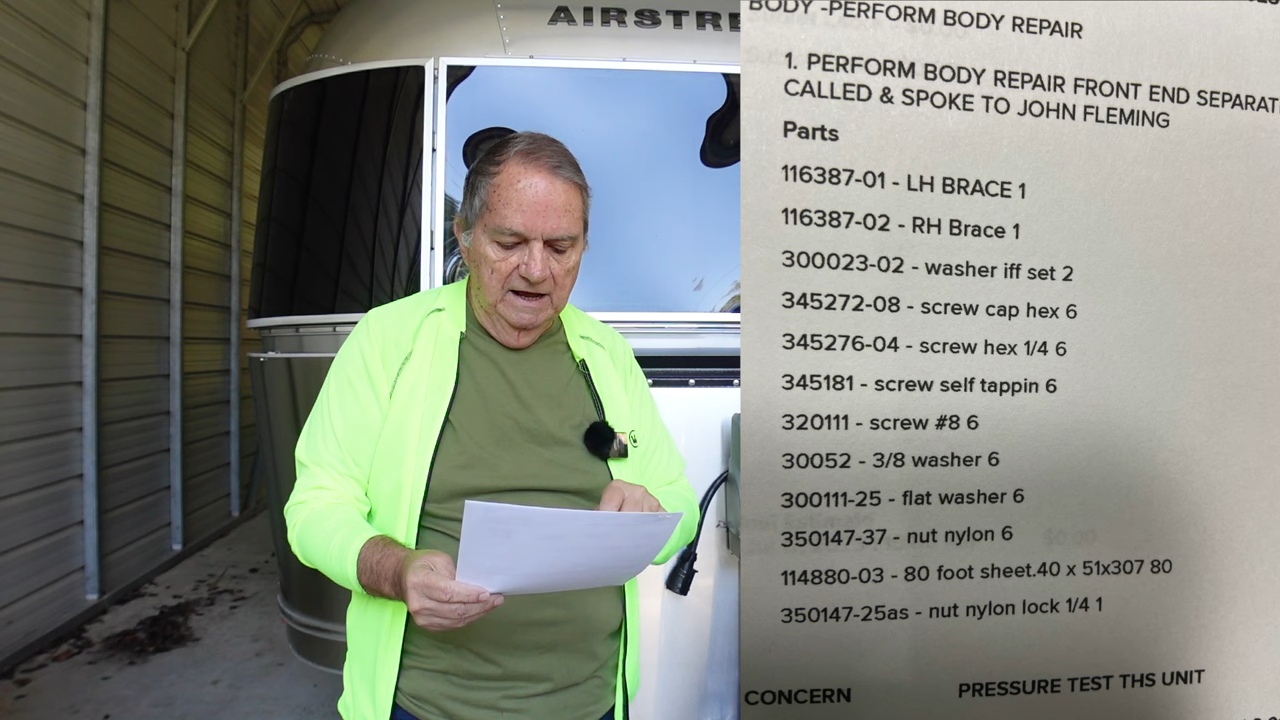 AIRSTRE
BODY -PERFORM BODY REPAIR
1. PERFORM BODY REPAIR FRONT END SEPARATI
CALLED & SPOKE TO JOHN FLEMING
Parts
116387-01 - LH BRACE 1
116387-02 - RH Brace 1
300023-02 - washer iff set 2
345272-08 - screw cap hex 6
345276-04 - screw hex 1/4 6
345181 - screw self tappin 6
320111 - screw #8 6
30052 - 3/8 washer 6
300111-25 - flat washer 6
350147-37 - nut nylon 6
114880-03 - 80 foot sheet.40 x 51x307 80
350147-25as - nut nylon lock 1/4 1
CONCERN PRESSURE TEST THS UNIT